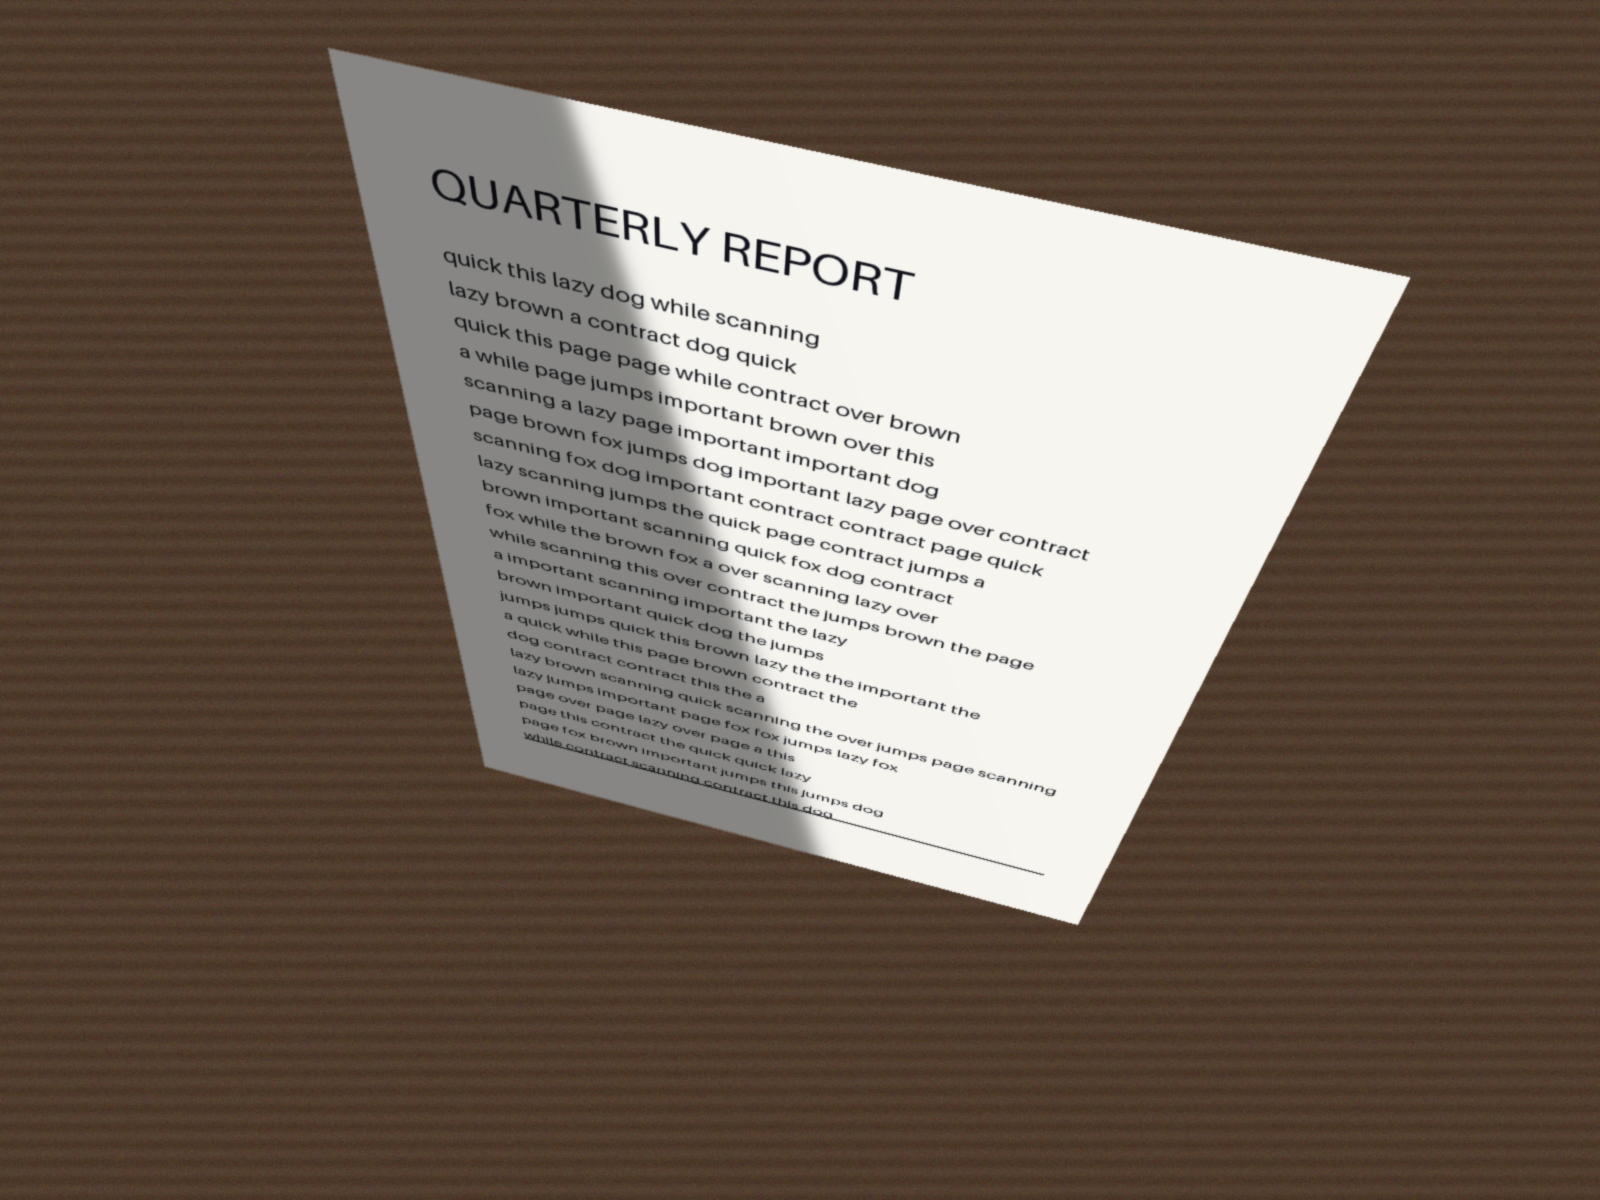 QUARTERLY REPORT
quick this lazy dog while scanning
lazy brown a contract dog quick
quick this page page while contract over brown
a while page jumps important brown over this
scanning a lazy page important important dog
page brown fox jumps dog important lazy page over contract
scanning fox dog important contract contract page quick
lazy scanning jumps the quick page contract jumps a
brown important scanning quick fox dog contract
fox while the brown fox a over scanning lazy over
while scanning this over contract the jumps brown the page
a important scanning important the lazy
brown important quick dog the jumps
jumps jumps quick this brown lazy the the important the
a quick while this page brown contract the
dog contract contract this the a
lazy brown scanning quick scanning the over jumps page scanning
lazy jumps important page fox fox jumps lazy fox
page over page lazy over page a this
page this contract the quick quick lazy
page fox brown important jumps this jumps dog
while contract scanning contract this dog